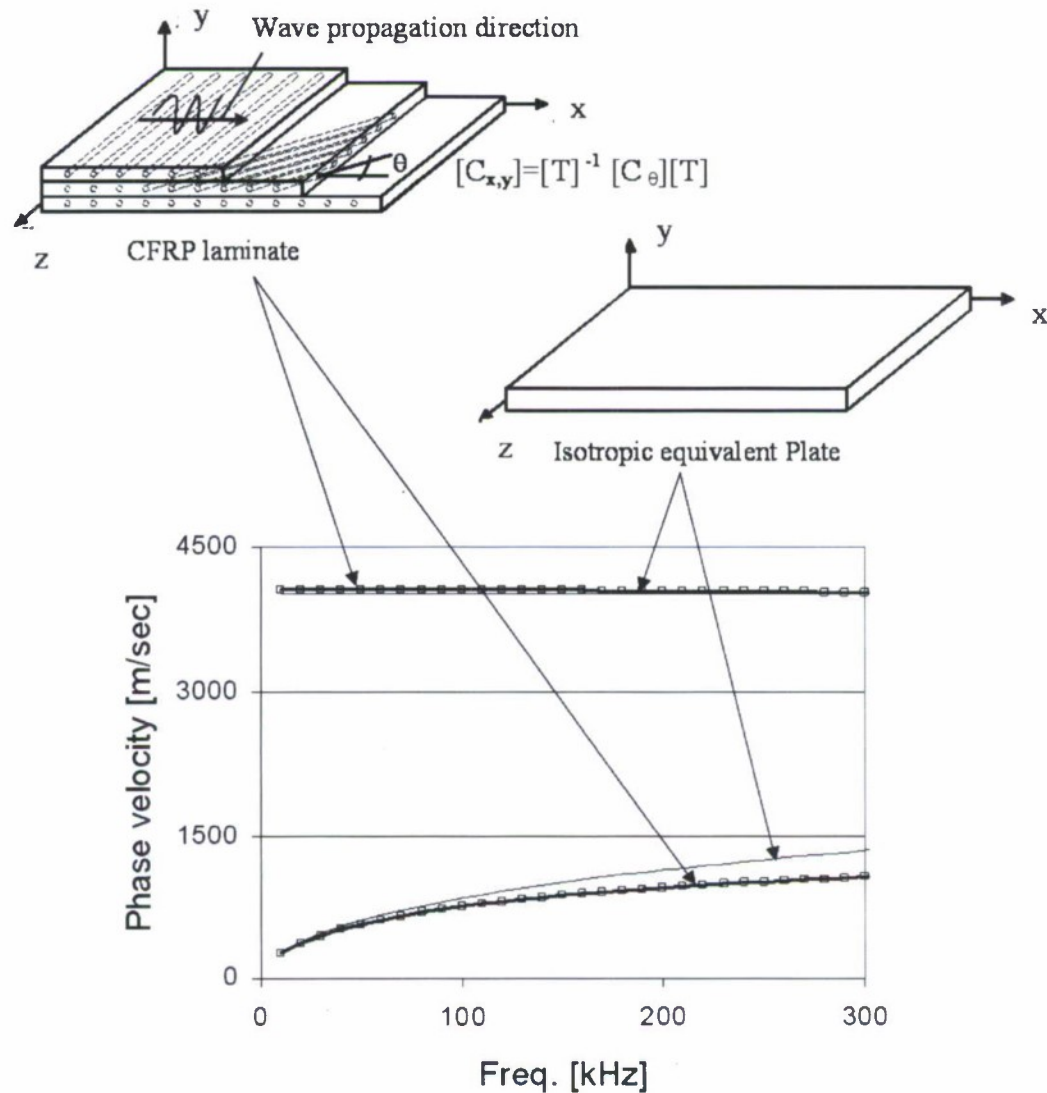 y
Wave propagation direction
x
θ
[Cx,y]=[T]-1 [Cθ][T]
z
CFRP laminate
y
x
z
Isotropic equivalent Plate
4500
3000
1500
0
Phase velocity [m/sec]
0
100
200
300
Freq. [kHz]